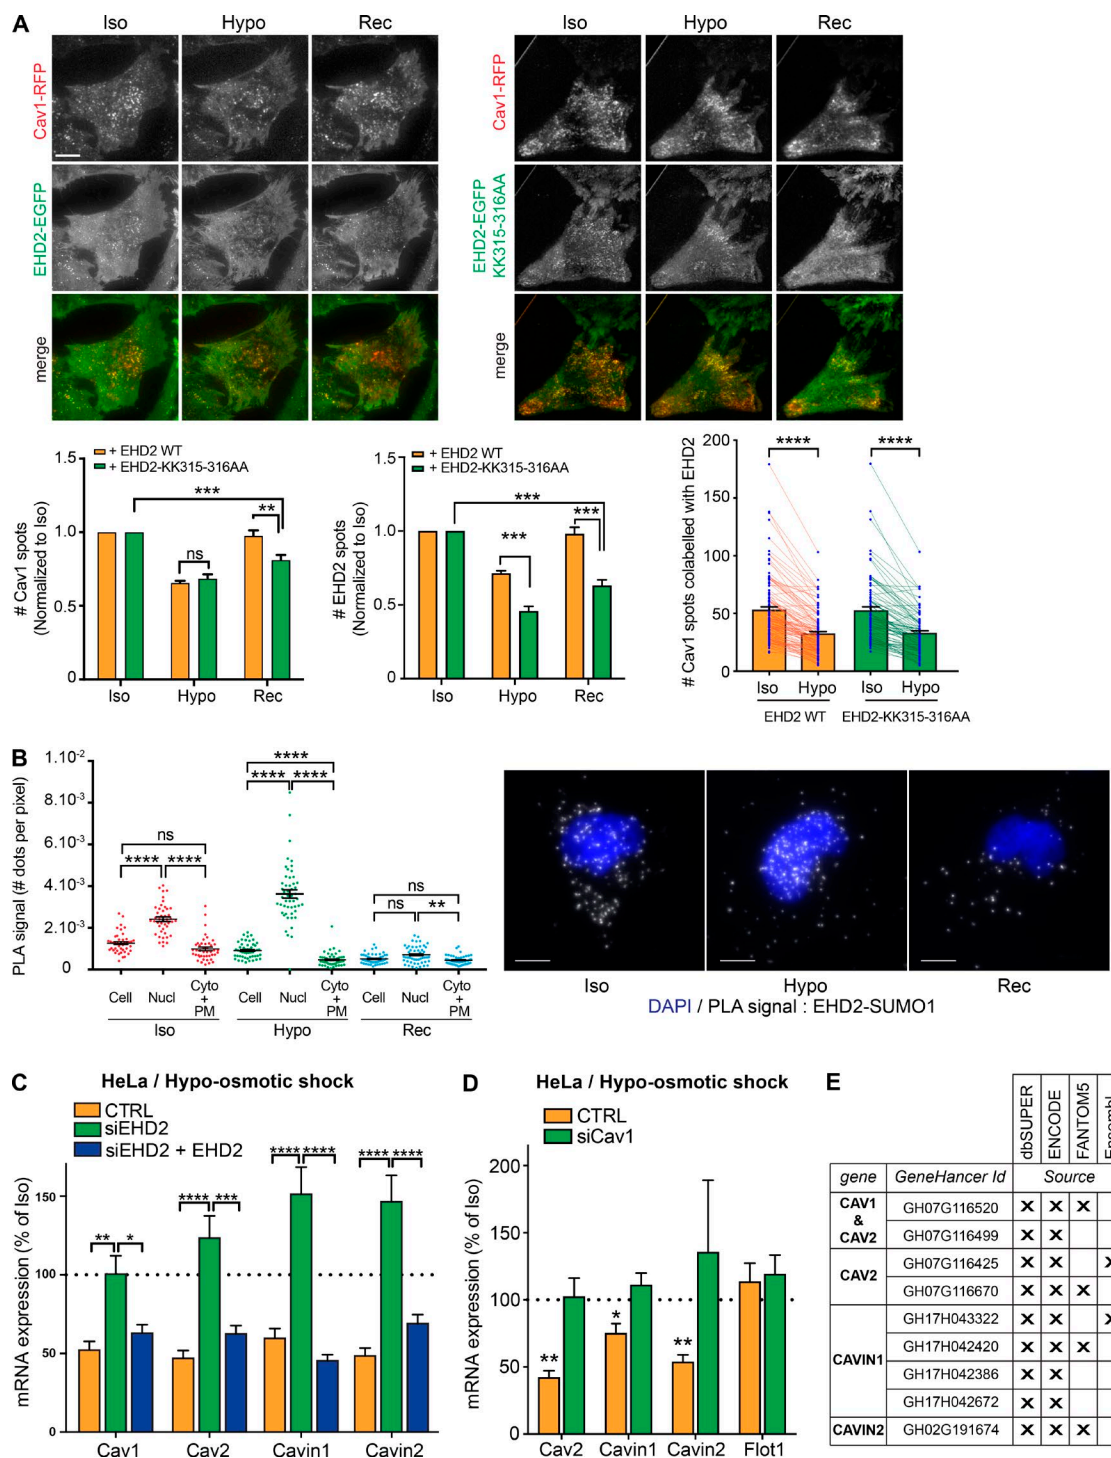 A
Iso Hypo Rec
Iso Hypo Rec
Cav1-RFP
EHD2-EGFP
merge
Cav1-RFP
EHD2-EGFP
KK315-316AA
merge
# Cav1 spots
(Normalized to Iso)
1.5
1.0
0.5
0
+ EHD2 WT
+ EHD2-KK315-316AA
***
**
ns
Iso Hypo Rec
# EHD2 spots
(Normalized to Iso)
1.5
1.0
0.5
0
+ EHD2 WT
+ EHD2-KK315-316AA
***
***
***
Iso Hypo Rec
# Cav1 spots colabelled with EHD2
200
150
100
50
0
****
****
Iso Hypo Iso Hypo
EHD2 WT EHD2-KK315-316AA
B
PLA signal (# dots per pixel)
1.10-2
8.10-3
6.10-3
4.10-3
2.10-3
0
ns
**** ****
****
**** ****
ns
ns **
Cell Nucl Cyto + PM Cell Nucl Cyto + PM Cell Nucl Cyto + PM
Iso Hypo Rec
Iso Hypo Rec
DAPI / PLA signal : EHD2-SUMO1
C
HeLa / Hypo-osmotic shock
CTRL
siEHD2
siEHD2 + EHD2
mRNA expression (% of Iso)
150
100
50
0
** *
**** ***
**** ****
**** ****
Cav1 Cav2 Cavin1 Cavin2
D
HeLa / Hypo-osmotic shock
CTRL
siCav1
mRNA expression (% of Iso)
200
150
100
50
0
**
*
**
Cav2 Cavin1 Cavin2 Flot1
E
dbSUPER ENCODE FANTOM5 Ensembl
gene GeneHancer Id Source
CAV1 & CAV2 GH07G116520 X X X
GH07G116499 X X
CAV2 GH07G116425 X X X
GH07G116670 X X X
CAVIN1 GH17H043322 X X X
GH17H042420 X X X
GH17H042386 X X
GH17H042672 X X
CAVIN2 GH02G191674 X X X